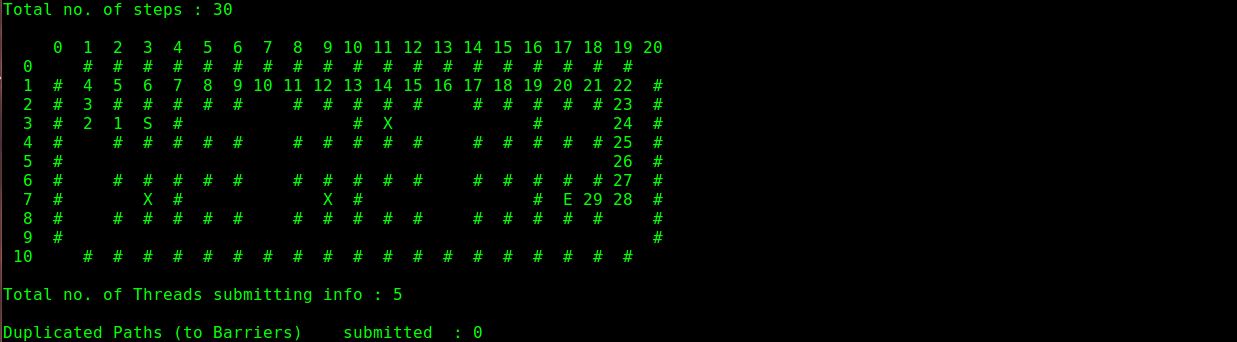 Total no. of steps : 30
     0  1  2  3  4  5  6  7  8  9 10 11 12 13 14 15 16 17 18 19 20
  0     #  #  #  #  #  #  #  #  #  #  #  #  #  #  #  #  #  #  #
  1  #  4  5  6  7  8  9 10 11 12 13 14 15 16 17 18 19 20 21 22  #
  2  #  3  #  #  #  #  #     #  #  #  #  #     #  #  #  #  # 23  #
  3  #  2  1  S  #                 #  X              #       24  #
  4  #     #  #  #  #  #     #  #  #  #  #     #  #  #  #  # 25  #
  5  #                                                       26  #
  6  #     #  #  #  #  #     #  #  #  #  #     #  #  #  #  # 27  #
  7  #        X  #              X  #                 #  E 29 28  #
  8  #     #  #  #  #  #     #  #  #  #  #     #  #  #  #  #     #
  9  #                                                           #
 10     #  #  #  #  #  #  #  #  #  #  #  #  #  #  #  #  #  #  #
Total no. of Threads submitting info : 5
Duplicated Paths (to Barriers)    submitted  : 0